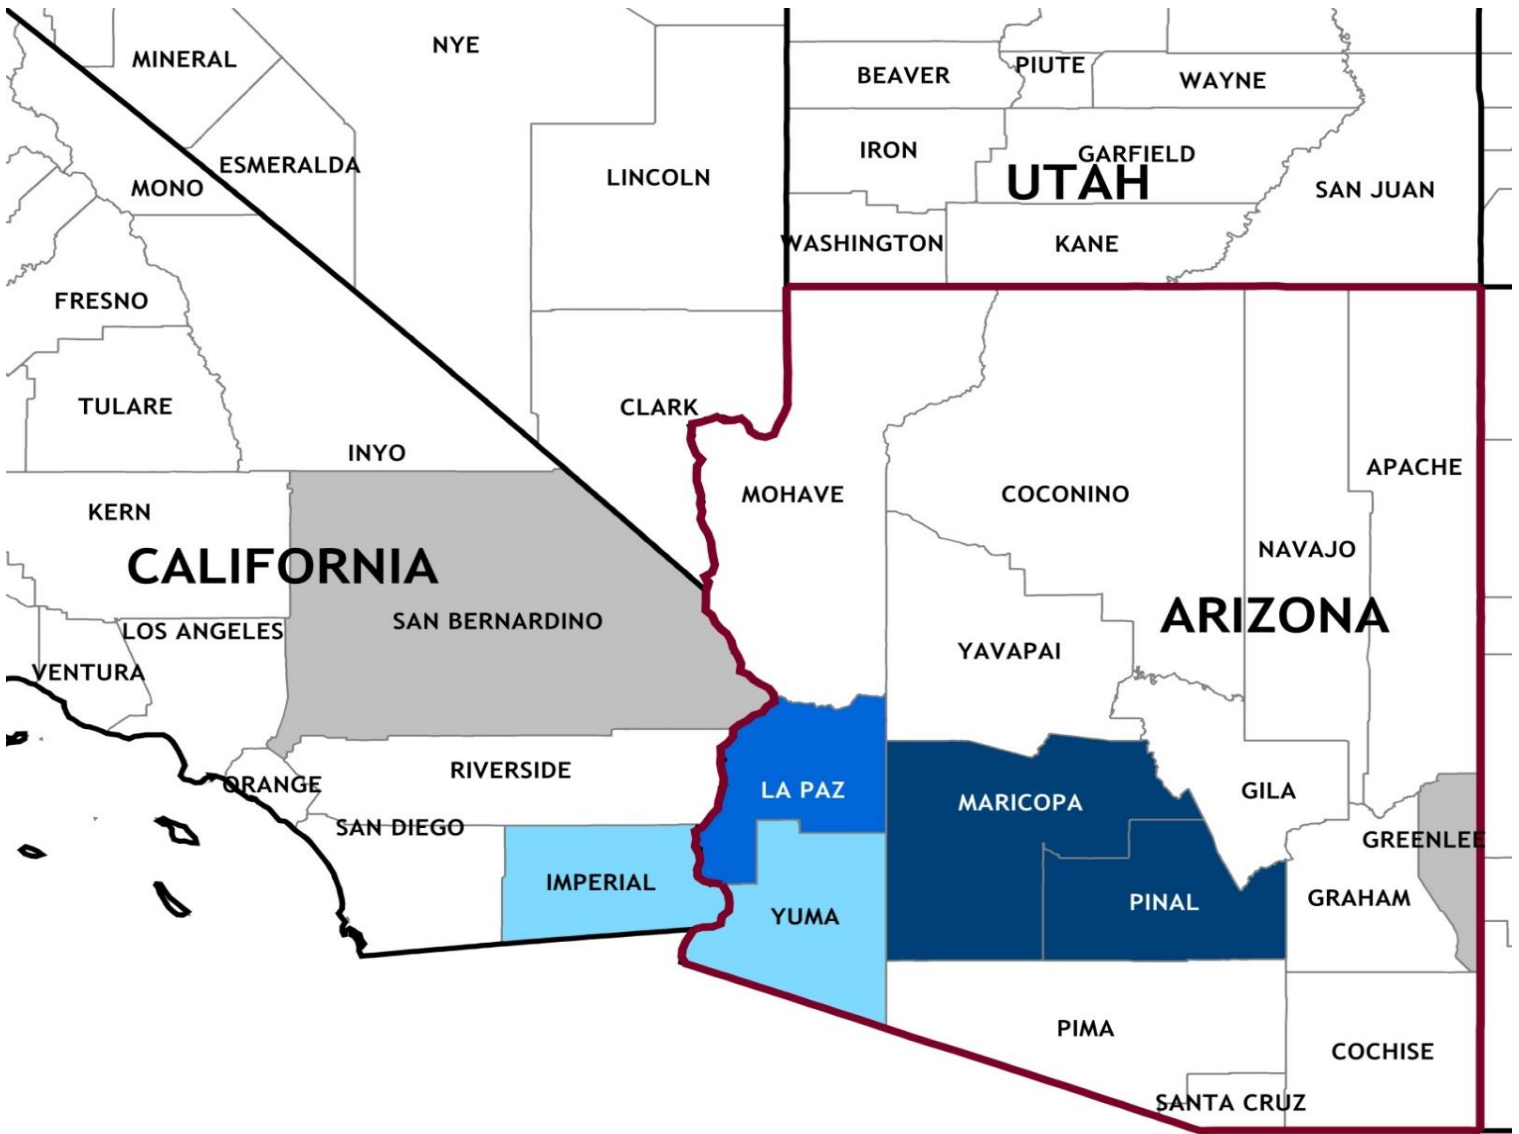 NYE
MINERAL
PIUTE
BEAVER
WAYNE
IRON
GARFIELD
ESMERALDA
LINCOLN
UTAH
MONO
SAN JUAN
WASHINGTON
KANE
FRESNO
TULARE
CLARK
INYO
APACHE
MOHAVE
COCONINO
KERN
NAVAJO
CALIFORNIA
ARIZONA
SAN BERNARDINO
LOS ANGELES
YAVAPAI
VENTURA
RIVERSIDE
ORANGE
LA PAZ
GILA
MARICOPA
SAN DIEGO
GREENLEE
IMPERIAL
GRAHAM
PINAL
YUMA
PIMA
COCHISE
SANTA CRUZ